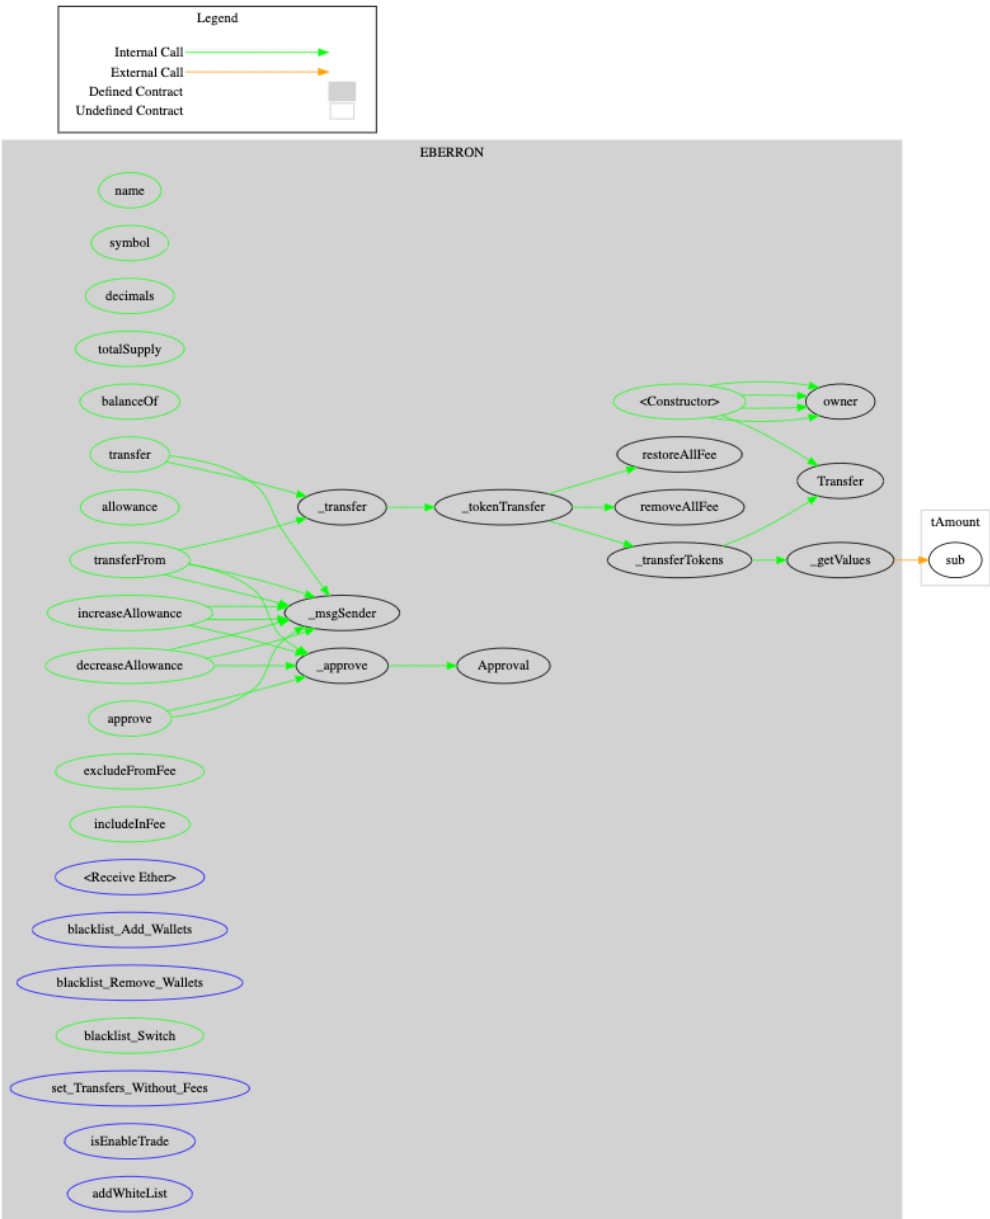 Legend
Internal Call
External Call
Defined Contract
Undefined Contract
EBERRON
name
symbol
decimals
totalSupply
balanceOf
<Constructor>
owner
transfer
restoreAllFee
Transfer
allowance
_transfer
_tokenTransfer
removeAllFee
tAmount
transferFrom
_transferTokens
_getValues
sub
increaseAllowance
_msgSender
decreaseAllowance
_approve
Approval
approve
excludeFromFee
includeInFee
<Receive Ether>
blacklist_Add_Wallets
blacklist_Remove_Wallets
blacklist_Switch
set_Transfers_Without_Fees
isEnableTrade
addWhiteList